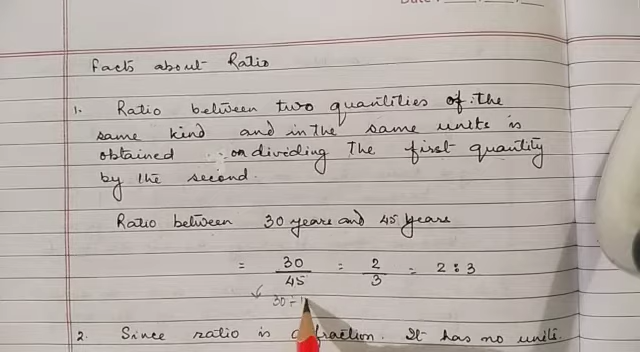 Date :
Facts about Ratio
1. Ratio between two quantities of the
same kind and in the same units is
obtained on dividing the first quantity
by the second.
Ratio between 30 years and 45 years
= 30/45 = 2/3 = 2:3
30÷
2. Since ratio is a fraction. It has no units.